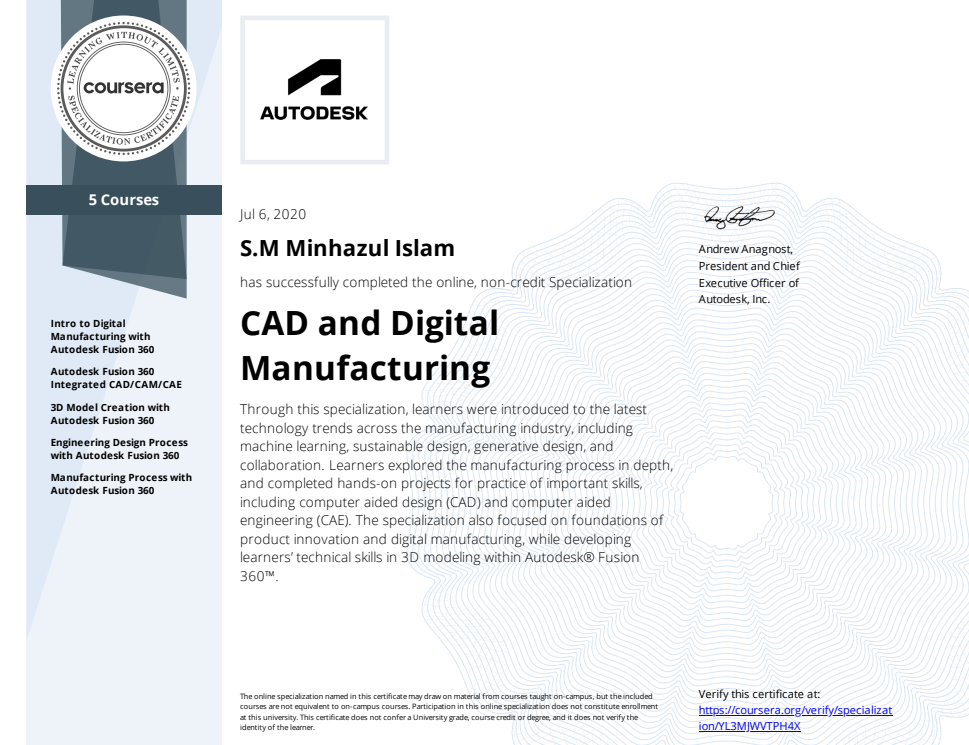 LEARNING WITHOUT LIMITS
coursera
SPECIALIZATION CERTIFICATE
5 Courses
Intro to Digital
Manufacturing with
Autodesk Fusion 360
Autodesk Fusion 360
Integrated CAD/CAM/CAE
3D Model Creation with
Autodesk Fusion 360
Engineering Design Process
with Autodesk Fusion 360
Manufacturing Process with
Autodesk Fusion 360
AUTODESK
Jul 6, 2020
S.M Minhazul Islam
has successfully completed the online, non-credit Specialization
CAD and Digital
Manufacturing
Through this specialization, learners were introduced to the latest
technology trends across the manufacturing industry, including
machine learning, sustainable design, generative design, and
collaboration. Learners explored the manufacturing process in depth,
and completed hands-on projects for practice of important skills,
including computer aided design (CAD) and computer aided
engineering (CAE). The specialization also focused on foundations of
product innovation and digital manufacturing, while developing
learners’ technical skills in 3D modeling within Autodesk® Fusion
360™.
Andrew Anagnost,
President and Chief
Executive Officer of
Autodesk, Inc.
The online specialization named in this certificate may draw on material from courses taught on-campus, but the included
courses are not equivalent to on-campus courses. Participation in this online specialization does not constitute enrollment
at this university. This certificate does not confer a University grade, course credit or degree, and it does not verify the
identity of the learner.
Verify this certificate at:
https://coursera.org/verify/specializat
ion/YL3MJWVTPH4X